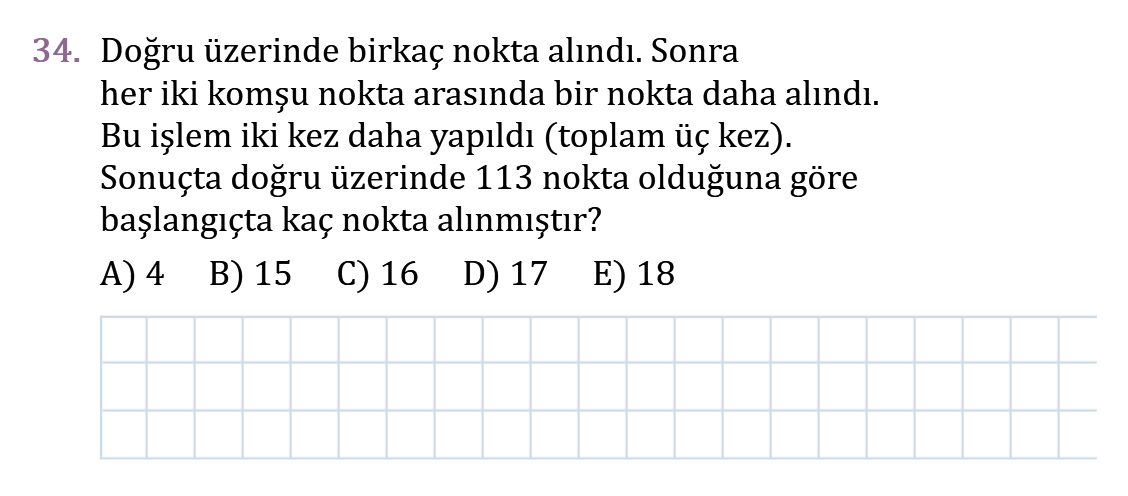 34. Doğru üzerinde birkaç nokta alındı. Sonra
her iki komşu nokta arasında bir nokta daha alındı.
Bu işlem iki kez daha yapıldı (toplam üç kez).
Sonuçta doğru üzerinde 113 nokta olduğuna göre
başlangıçta kaç nokta alınmıştır?
A) 4 B) 15 C) 16 D) 17 E) 18